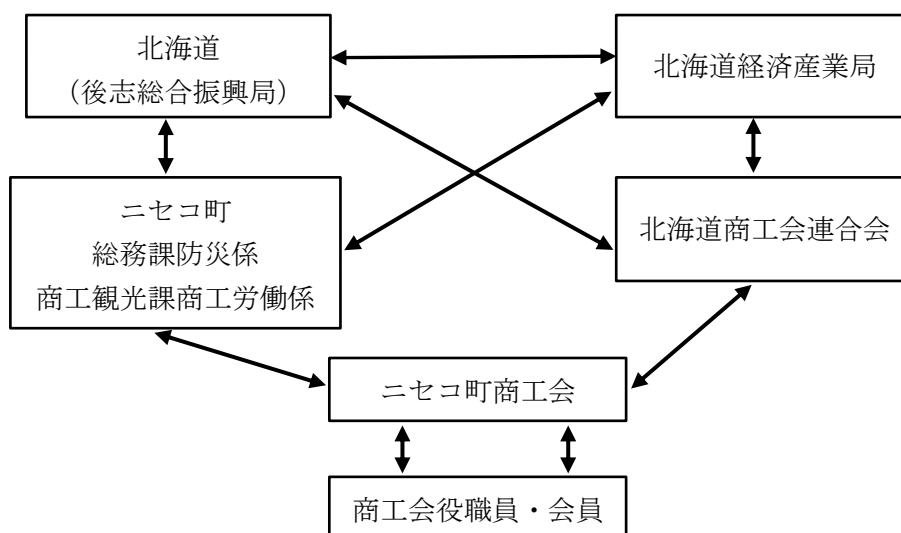 北海道
（後志総合振興局）
北海道経済産業局
ニセコ町
総務課防災係
商工観光課商工労働係
北海道商工会連合会
ニセコ町商工会
商工会役職員・会員